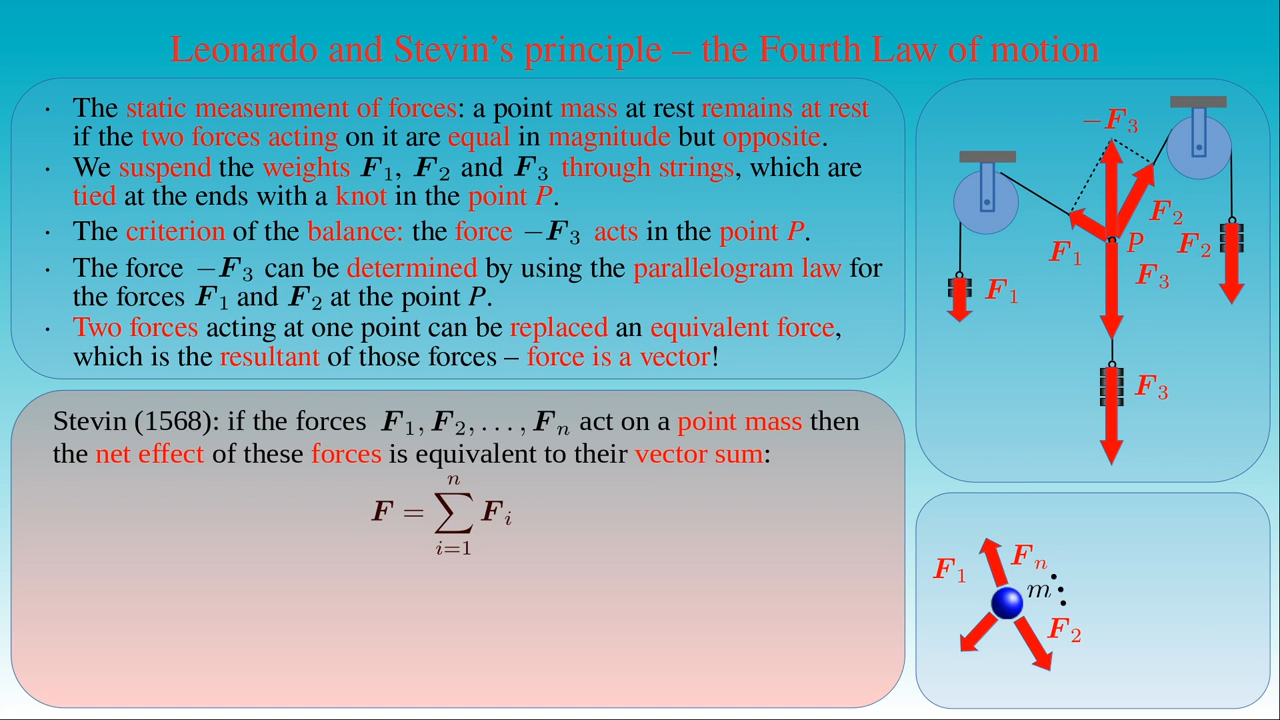 Leonardo and Stevin's principle – the Fourth Law of motion
· The static measurement of forces: a point mass at rest remains at rest
if the two forces acting on it are equal in magnitude but opposite.
· We suspend the weights F₁, F₂ and F₃ through strings, which are
tied at the ends with a knot in the point P.
· The criterion of the balance: the force −F₃ acts in the point P.
· The force −F₃ can be determined by using the parallelogram law for
the forces F₁ and F₂ at the point P.
· Two forces acting at one point can be replaced an equivalent force,
which is the resultant of those forces – force is a vector!
Stevin (1568): if the forces F₁, F₂, . . . , Fₙ act on a point mass then
the net effect of these forces is equivalent to their vector sum:
n
F = ∑ Fᵢ
i=1
−F₃
F₂
F₁ P F₂
F₃
F₁
F₃
F₁ Fₙ
m
F₂